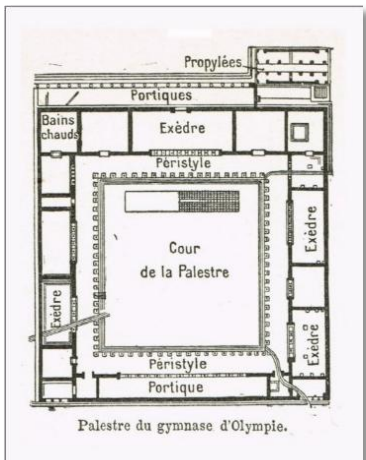 Propylées
Portiques
Bains
chauds
Exèdre
Péristyle
Exèdre
Cour
de la Palestre
Exèdre
Exèdre
Péristyle
Portique
Palestre du gymnase d'Olympie.